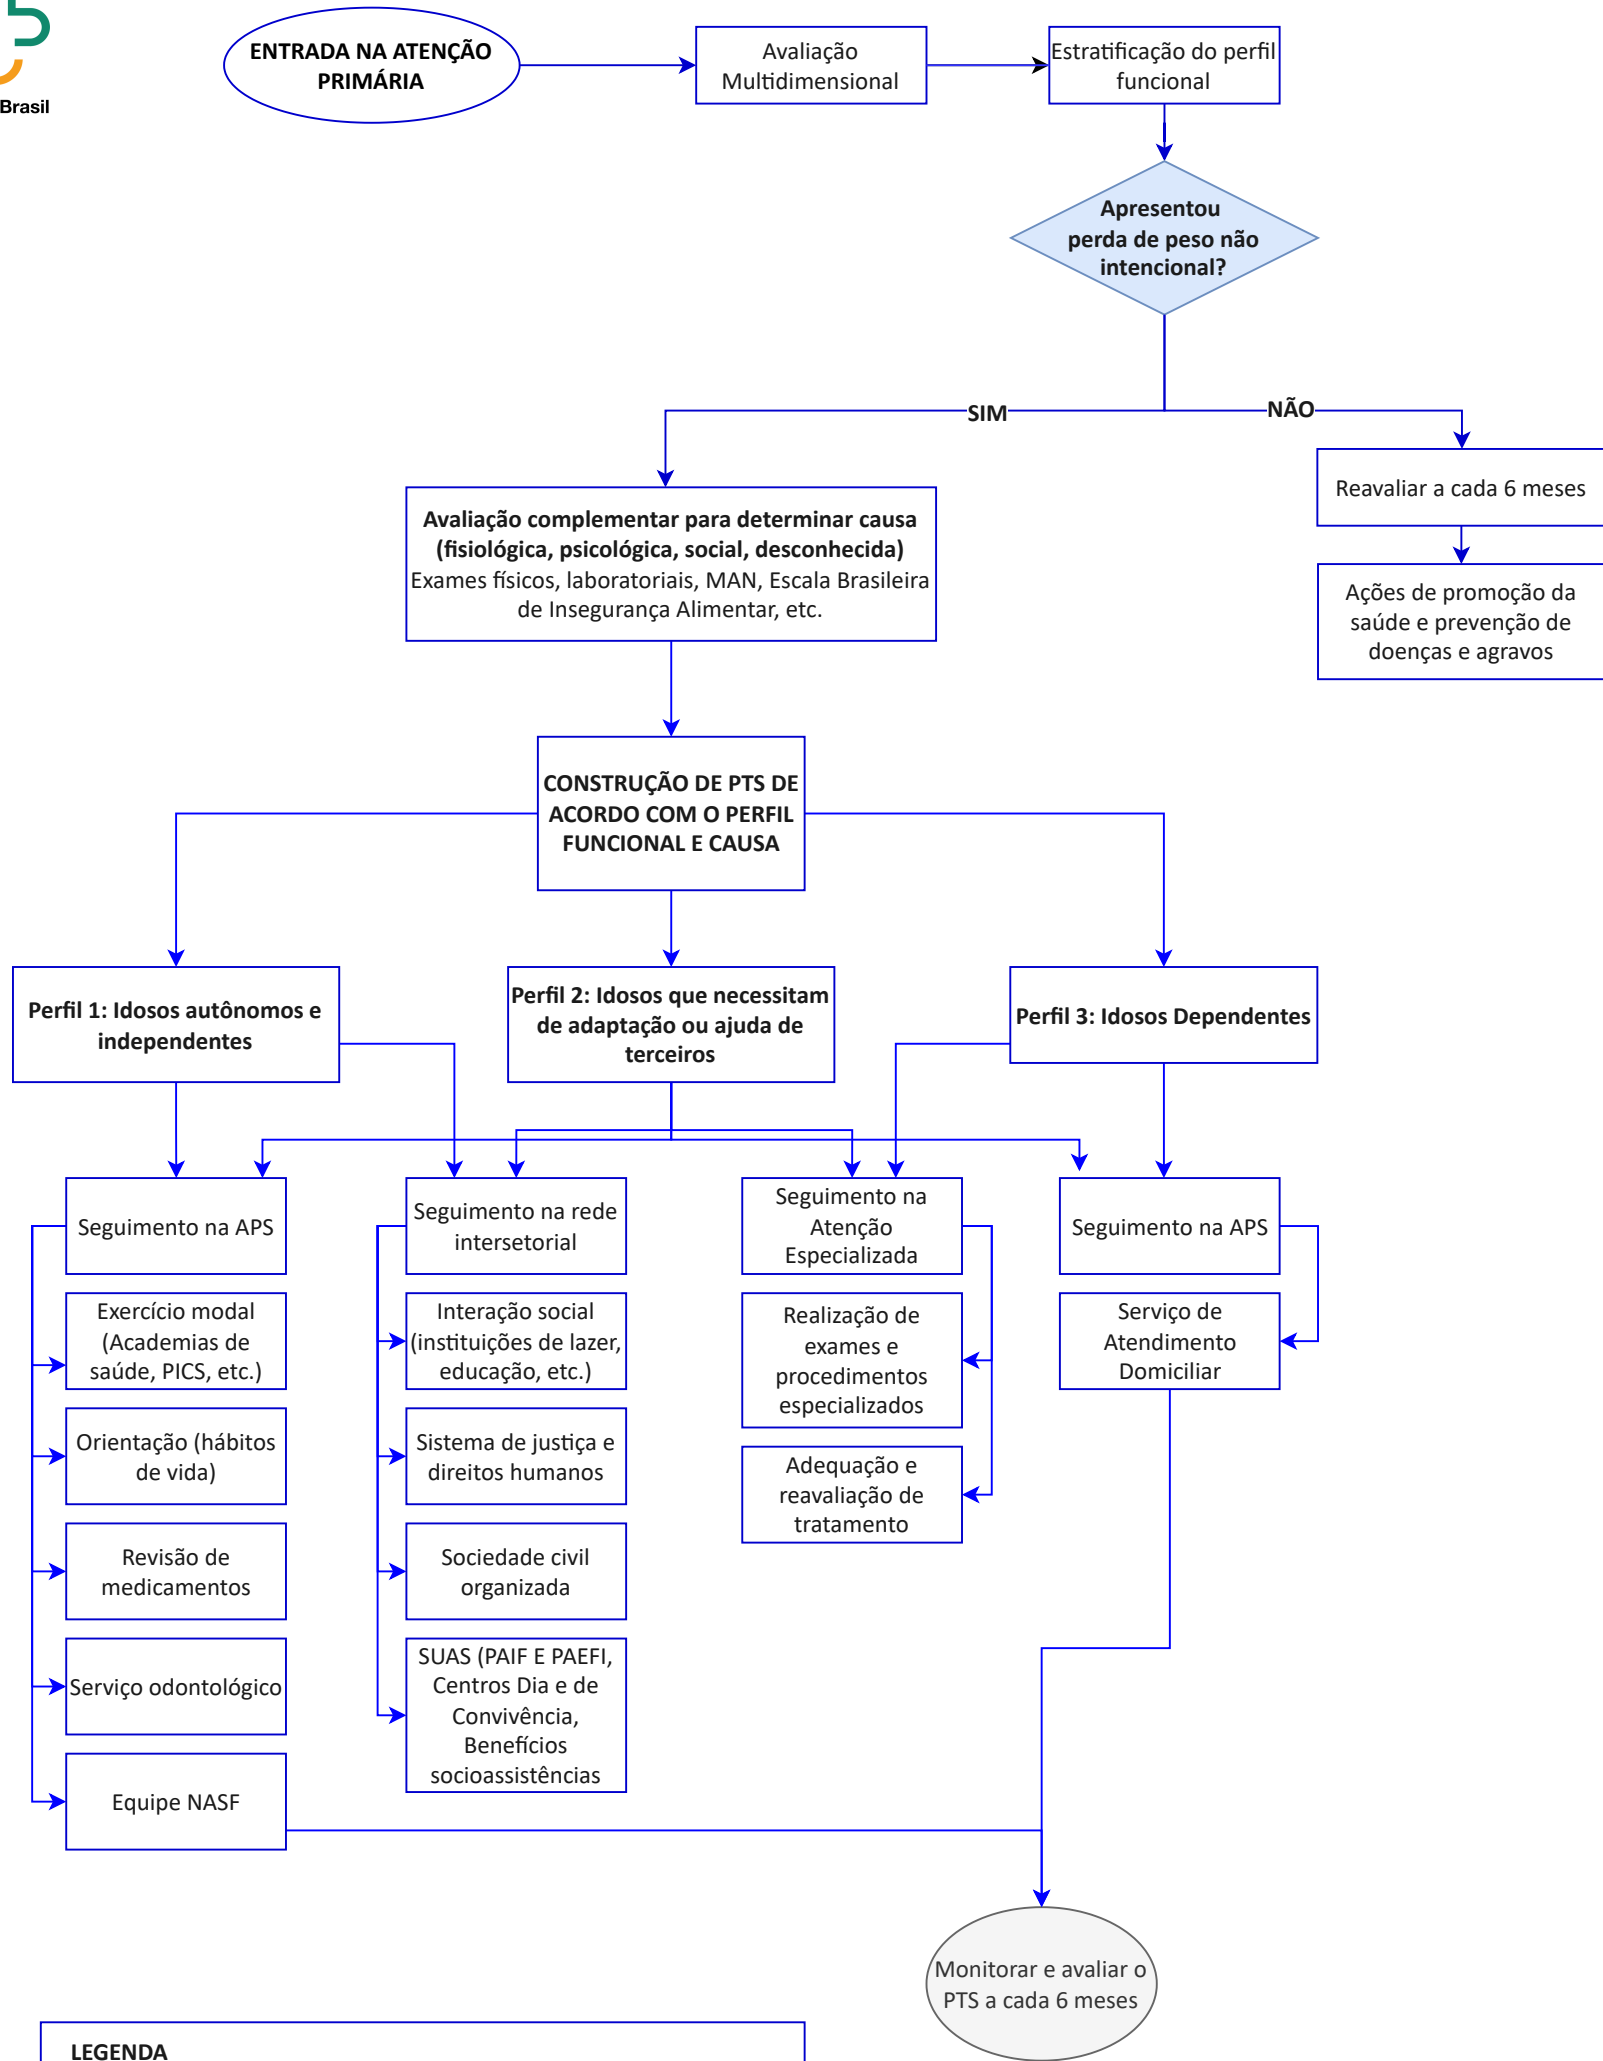 Brasil
ENTRADA NA ATENÇÃO
PRIMÁRIA
Avaliação
Multidimensional
Estratificação do perfil
funcional
Apresentou
perda de peso não
intencional?
SIM
NÃO
Reavaliar a cada 6 meses
Ações de promoção da
saúde e prevenção de
doenças e agravos
Avaliação complementar para determinar causa
(fisiológica, psicológica, social, desconhecida)
Exames físicos, laboratoriais, MAN, Escala Brasileira
de Insegurança Alimentar, etc.
CONSTRUÇÃO DE PTS DE
ACORDO COM O PERFIL
FUNCIONAL E CAUSA
Perfil 1: Idosos autônomos e
independentes
Perfil 2: Idosos que necessitam
de adaptação ou ajuda de
terceiros
Perfil 3: Idosos Dependentes
Seguimento na APS
Exercício modal
(Academias de
saúde, PICS, etc.)
Orientação (hábitos
de vida)
Revisão de
medicamentos
Serviço odontológico
Equipe NASF
Seguimento na rede
intersetorial
Interação social
(instituições de lazer,
educação, etc.)
Sistema de justiça e
direitos humanos
Sociedade civil
organizada
SUAS (PAIF E PAEFI,
Centros Dia e de
Convivência,
Benefícios
socioassistências
Seguimento na
Atenção
Especializada
Realização de
exames e
procedimentos
especializados
Adequação e
reavaliação de
tratamento
Seguimento na APS
Serviço de
Atendimento
Domiciliar
Monitorar e avaliar o
PTS a cada 6 meses
LEGENDA